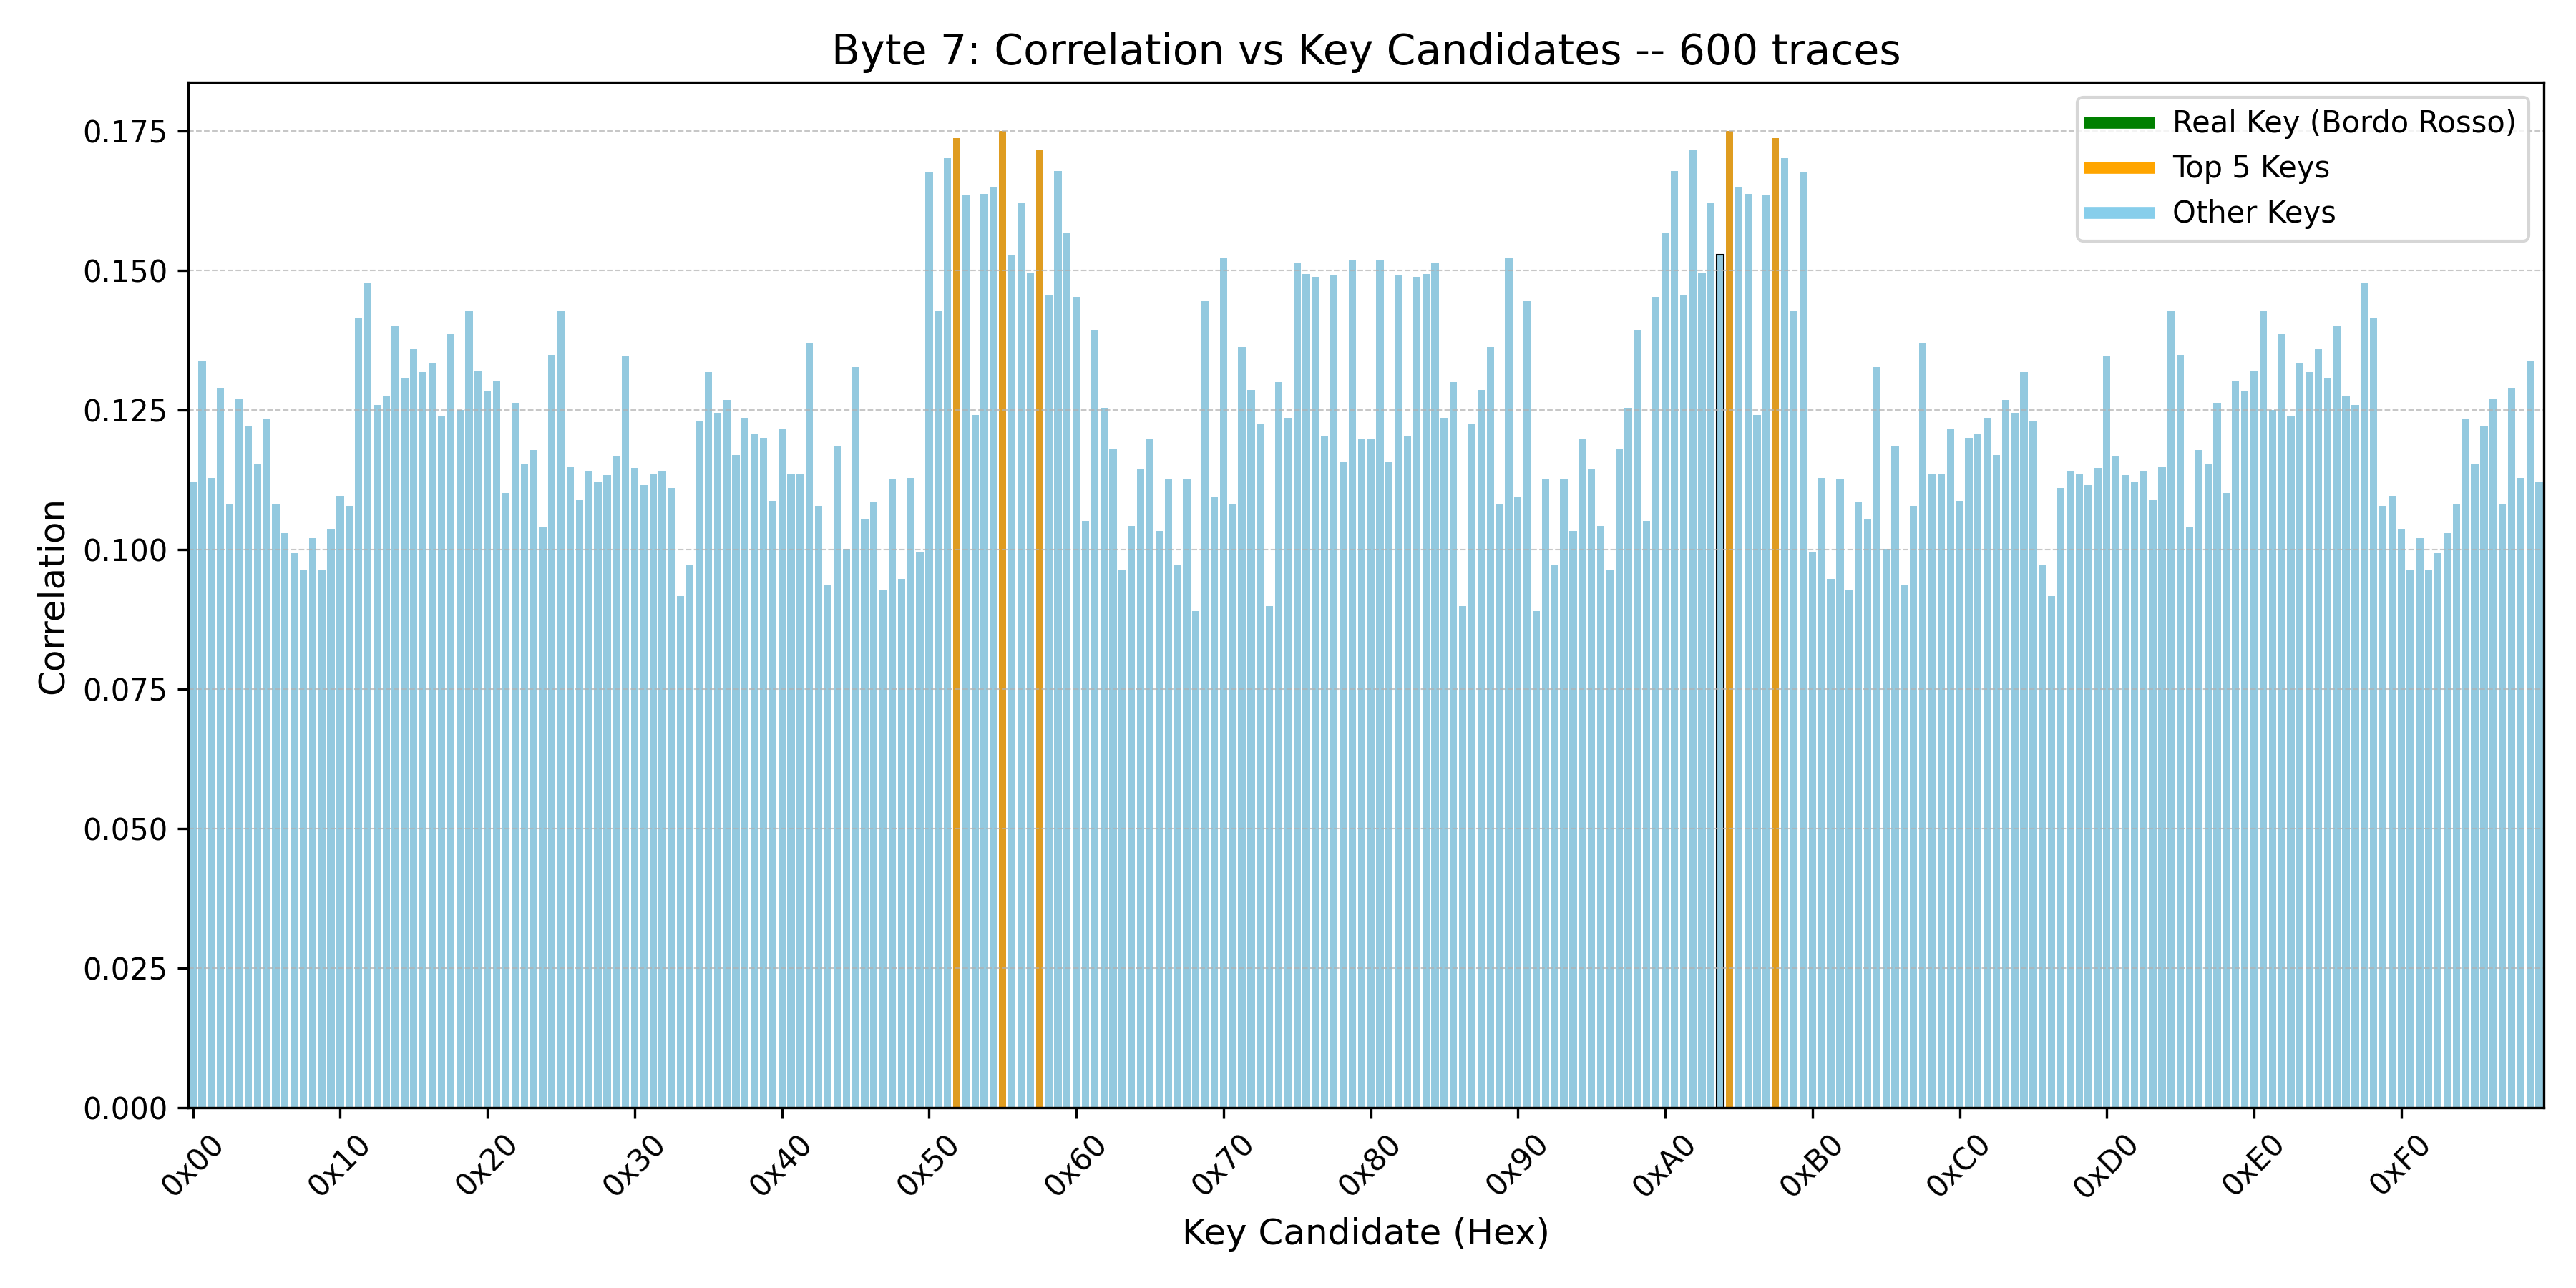 Byte 7: Correlation vs Key Candidates -- 600 traces
Real Key (Bordo Rosso)
Top 5 Keys
Other Keys
Correlation
0.175
0.150
0.125
0.100
0.075
0.050
0.025
0.000
0x00
0x10
0x20
0x30
0x40
0x50
0x60
0x70
0x80
0x90
0xA0
0xB0
0xC0
0xD0
0xE0
0xF0
Key Candidate (Hex)